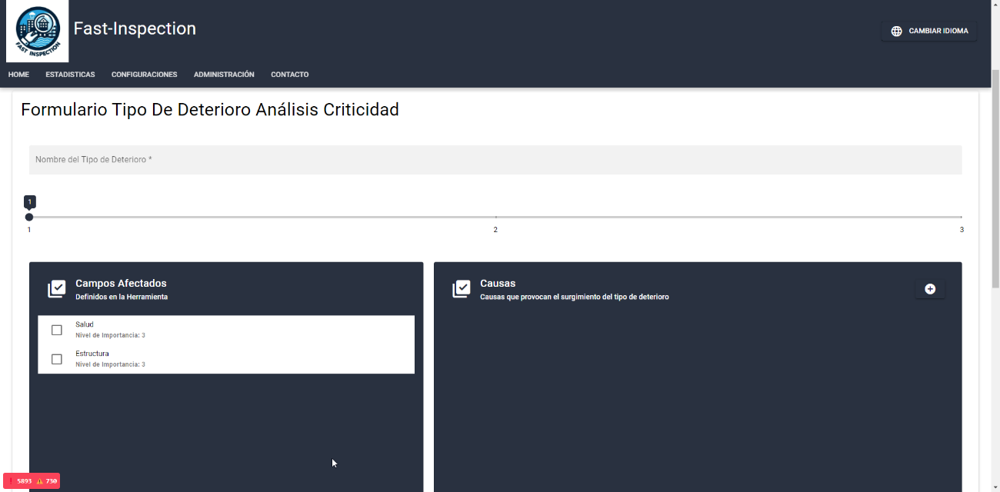 FAST INSPECTION
Fast-Inspection
CAMBIAR IDIOMA
HOME ESTADISTICAS CONFIGURACIONES ADMINISTRACIÓN CONTACTO
Formulario Tipo De Deterioro Análisis Criticidad
Nombre del Tipo de Deterioro *
1
1 2 3
Campos Afectados
Definidos en la Herramienta
Salud
Nivel de Importancia: 3
Estructura
Nivel de Importancia: 3
Causas
Causas que provocan el surgimiento del tipo de deterioro
! 5893 ⚠ 730